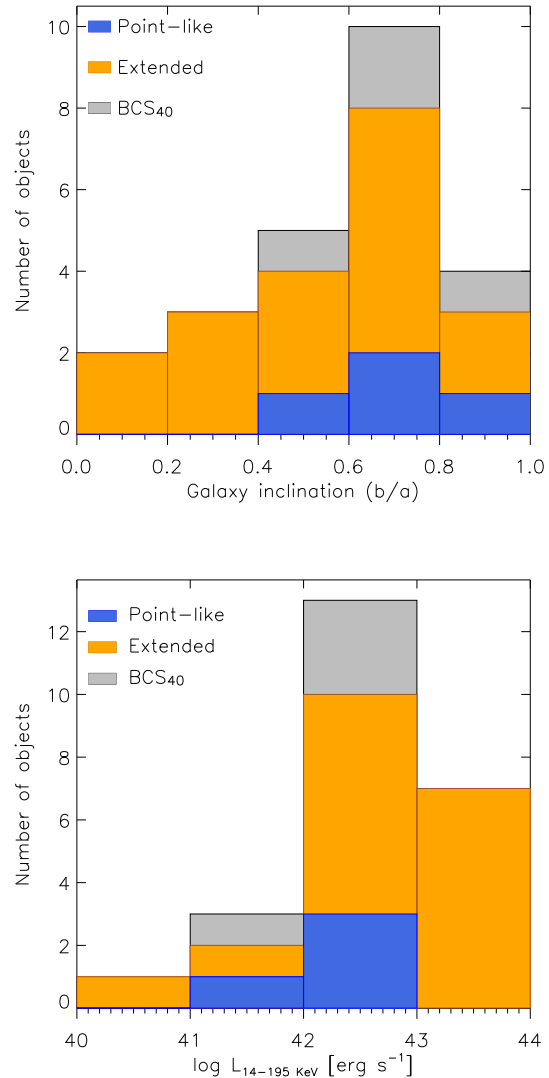 10
8
6
4
2
0
Number of objects
Point-like
Extended
BCS40
0.0 0.2 0.4 0.6 0.8 1.0
Galaxy inclination (b/a)
12
10
8
6
4
2
0
Number of objects
Point-like
Extended
BCS40
40 41 42 43 44
log L14-195 KeV [erg s−1]